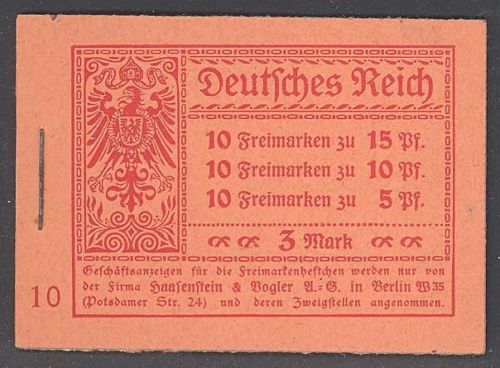 Deutsches Reich
10 Freimarken zu 15 Pf.
10 Freimarken zu 10 Pf.
10 Freimarken zu 5 Pf.
3 Mark
Geschäftsanzeigen für die Freimarkenheftchen werden nur von
der Firma Haasenstein & Vogler A.-G. in Berlin W 35
(Potsdamer Str. 24) und deren Zweigstellen angenommen.
10